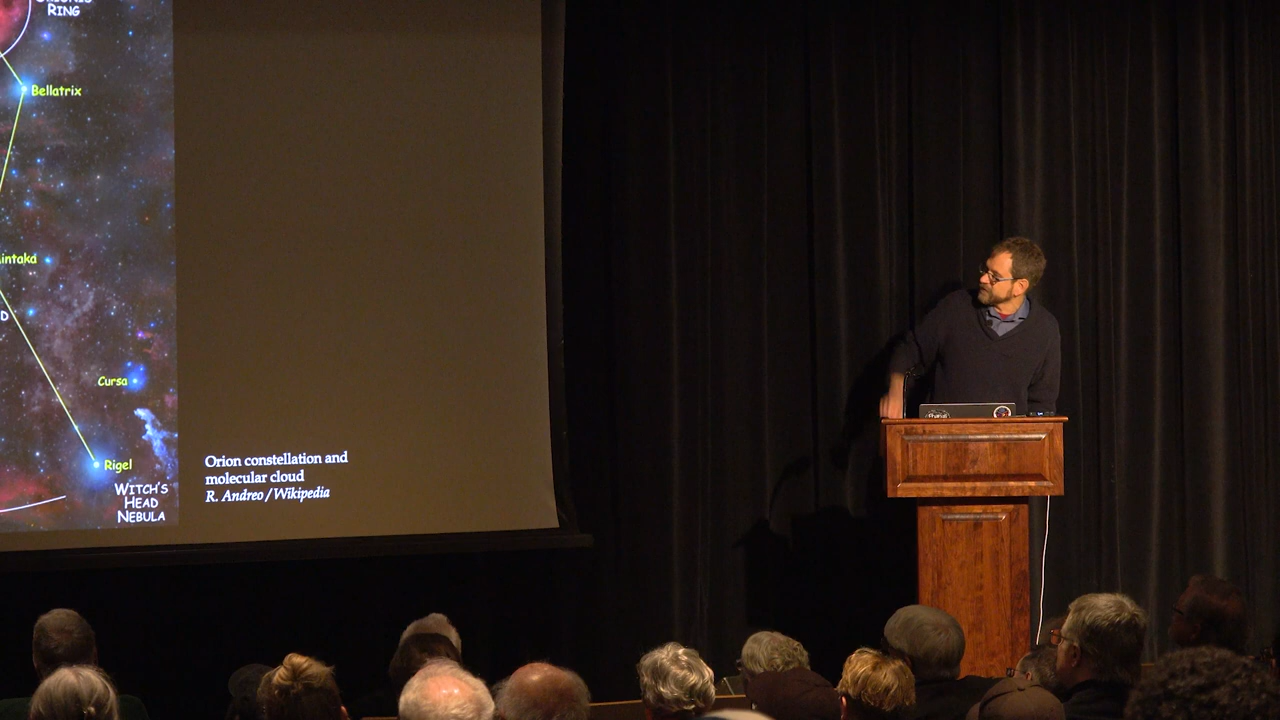 RING
Bellatrix
intaka
D
Cursa
Rigel
WITCH'S
HEAD
NEBULA
Orion constellation and
molecular cloud
R. Andreo / Wikipedia